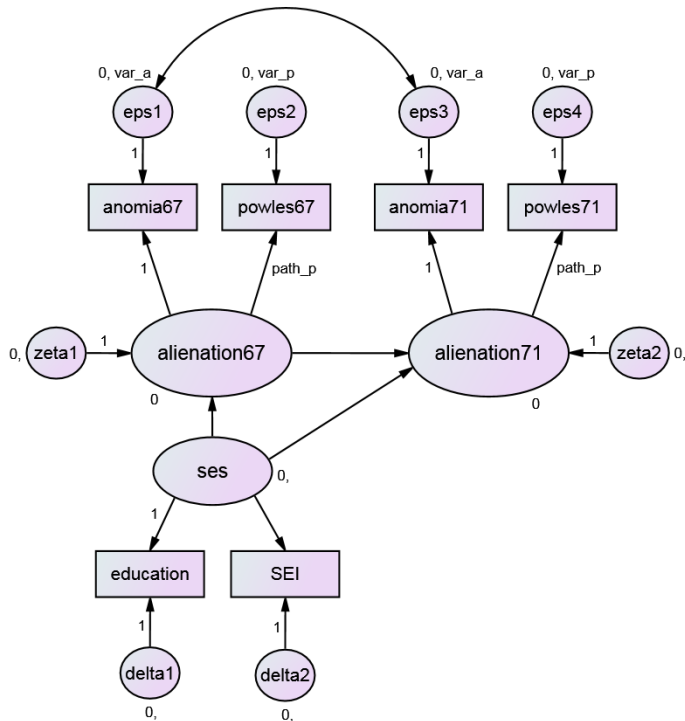 0, var_a
0, var_p
0, var_a
0, var_p
eps1
eps2
eps3
eps4
1
1
1
1
anomia67
powles67
anomia71
powles71
1
path_p
1
path_p
0,
zeta1
1
alienation67
alienation71
1
zeta2
0,
0
0
ses
0,
1
education
SEI
1
1
delta1
delta2
0,
0,